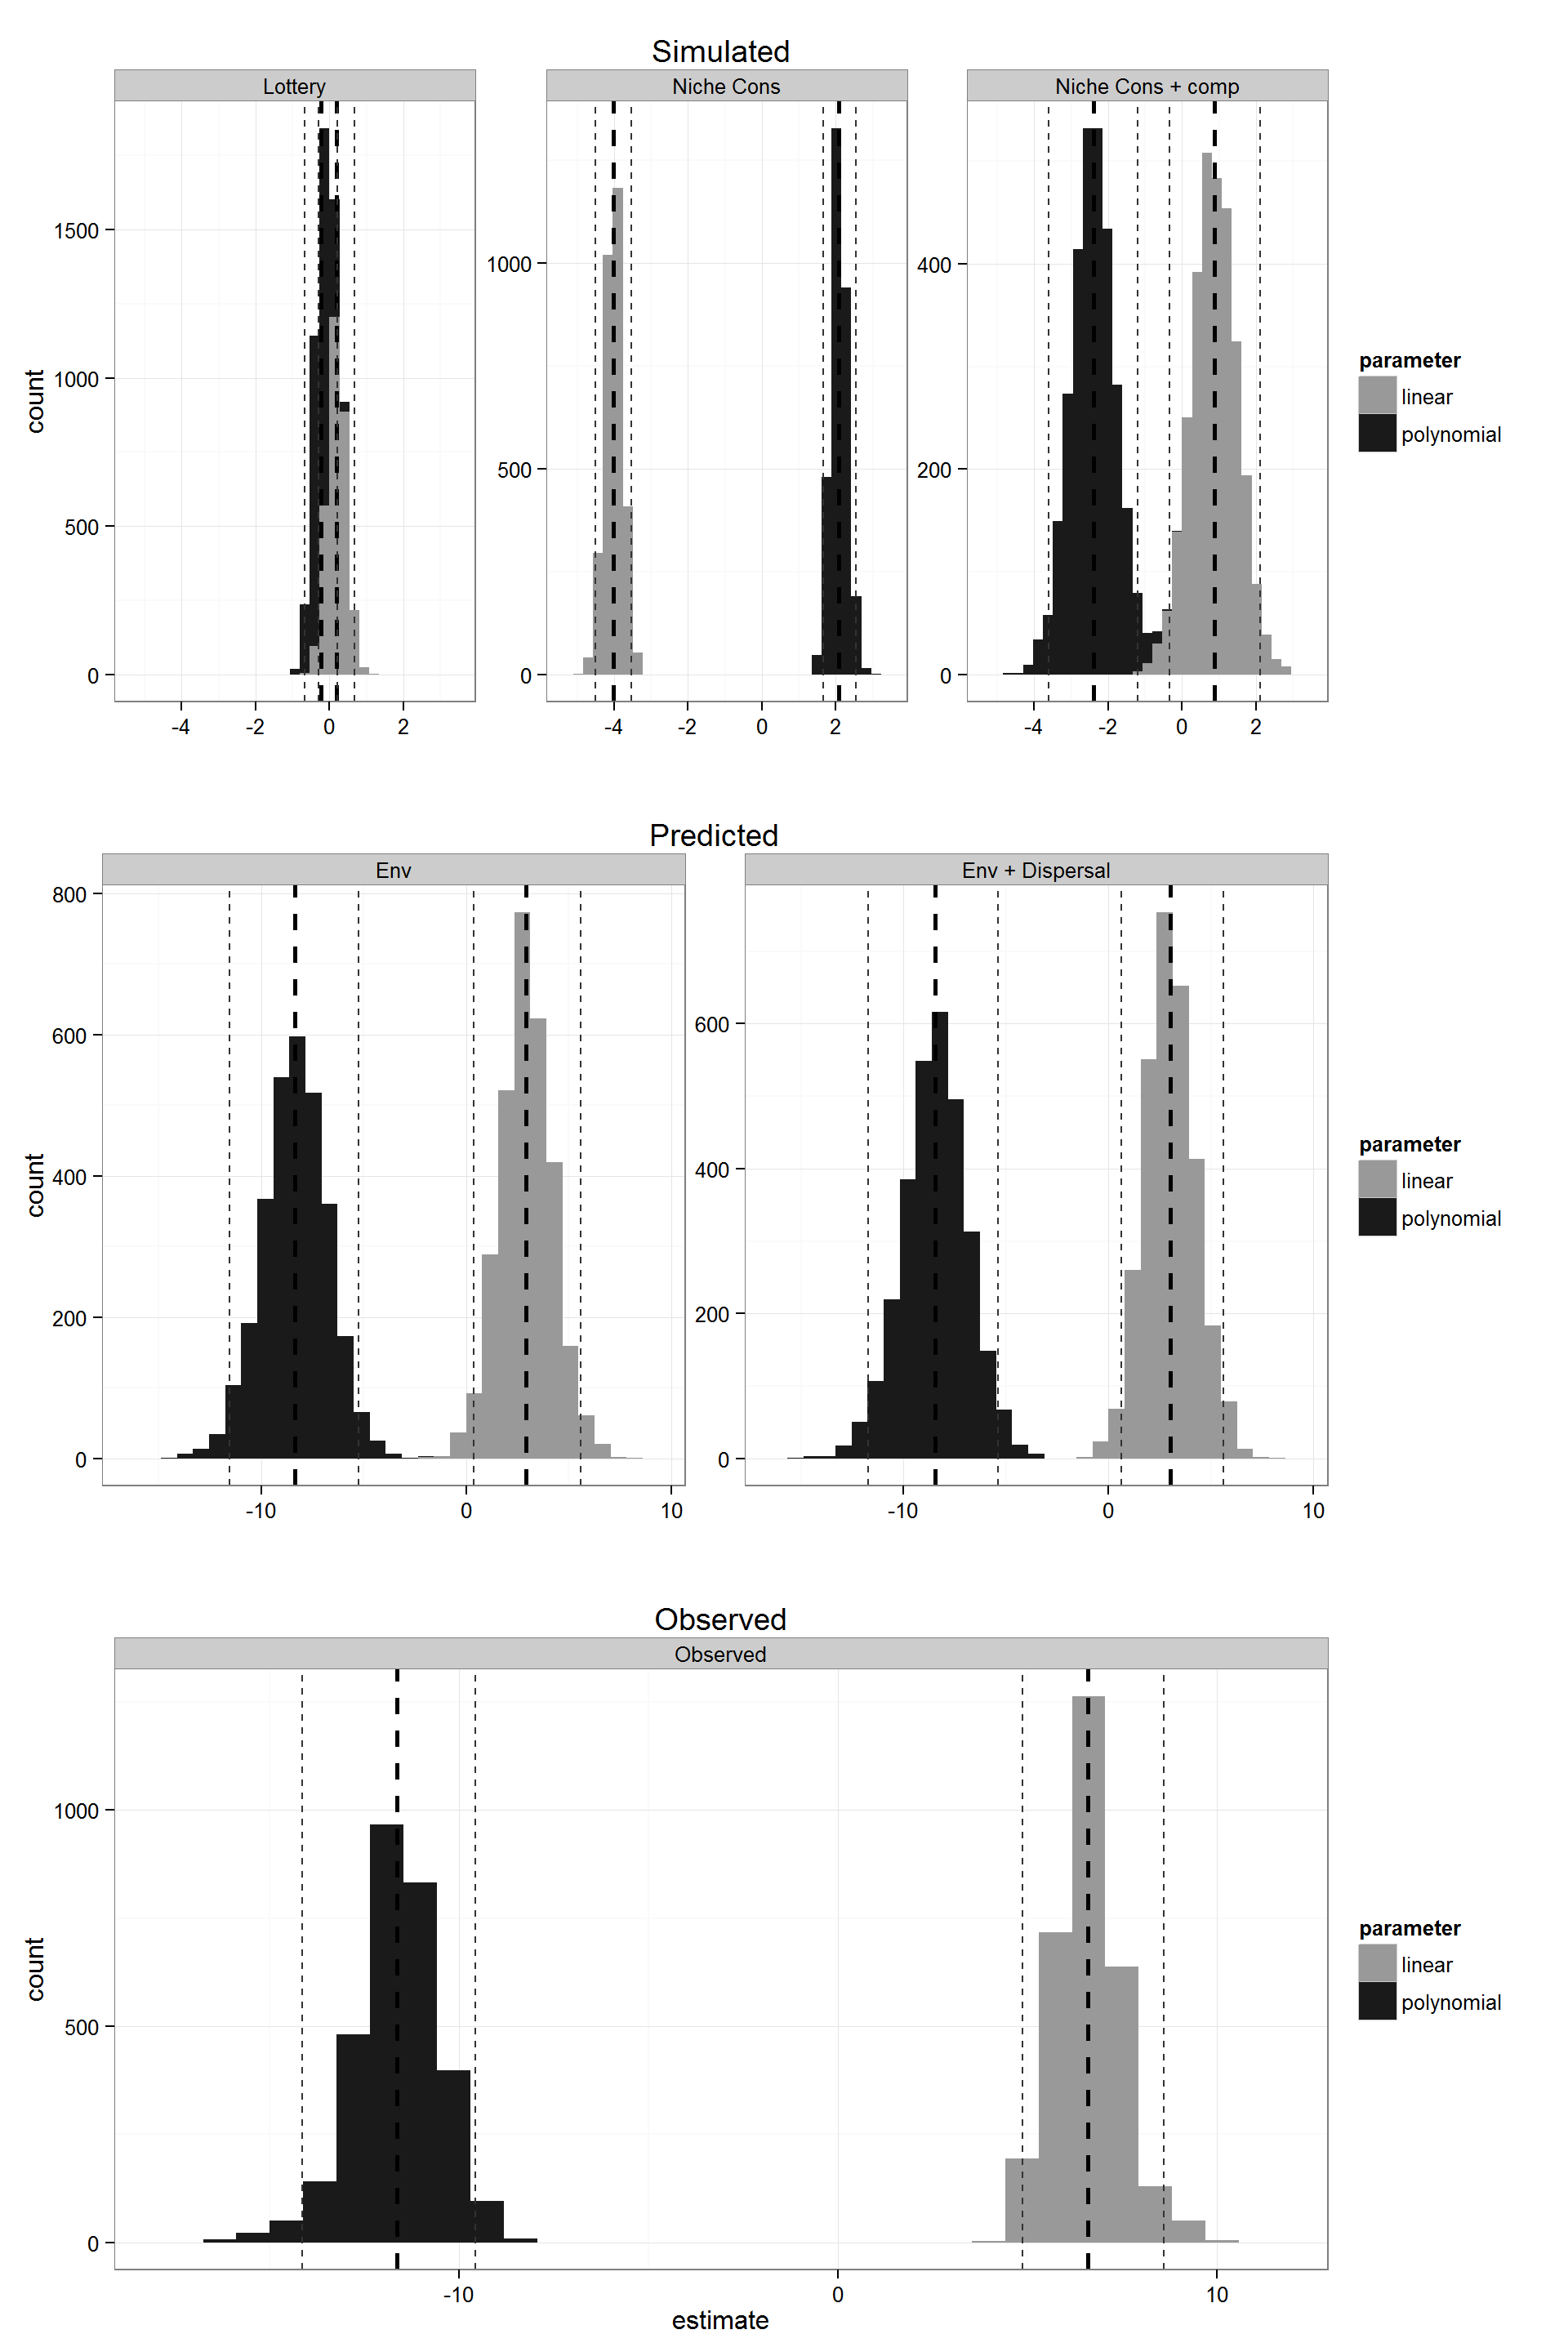 Simulated
Lottery Niche Cons Niche Cons + comp
count
1500
1000
500
0
1000
500
0
400
200
0
-4 -2 0 2
-4 -2 0 2
-4 -2 0 2
parameter
linear
polynomial
Predicted
Env Env + Dispersal
count
800
600
400
200
0
600
400
200
0
-10 0 10
-10 0 10
parameter
linear
polynomial
Observed
Observed
count
1000
500
0
-10 0 10
estimate
parameter
linear
polynomial